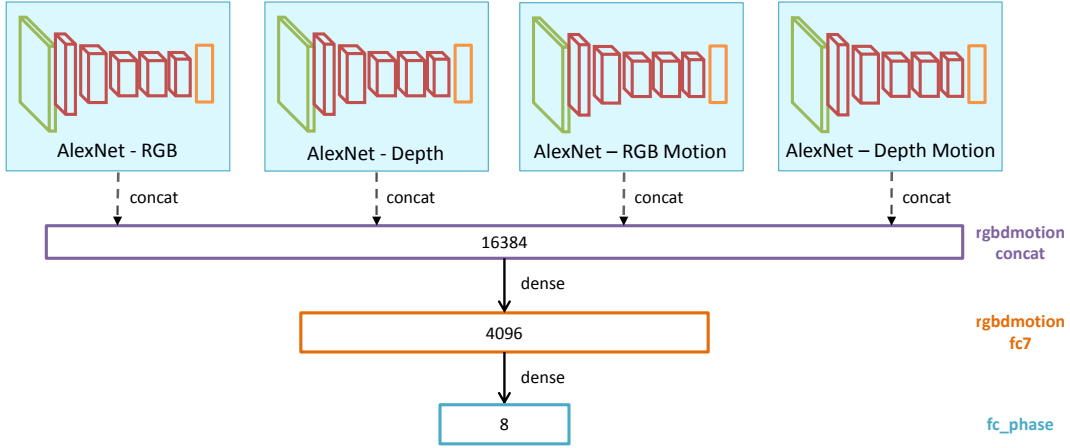 AlexNet - RGB
AlexNet - Depth
AlexNet – RGB Motion
AlexNet – Depth Motion
concat
concat
concat
concat
16384
rgbdmotion
concat
dense
4096
rgbdmotion
fc7
dense
8
fc_phase